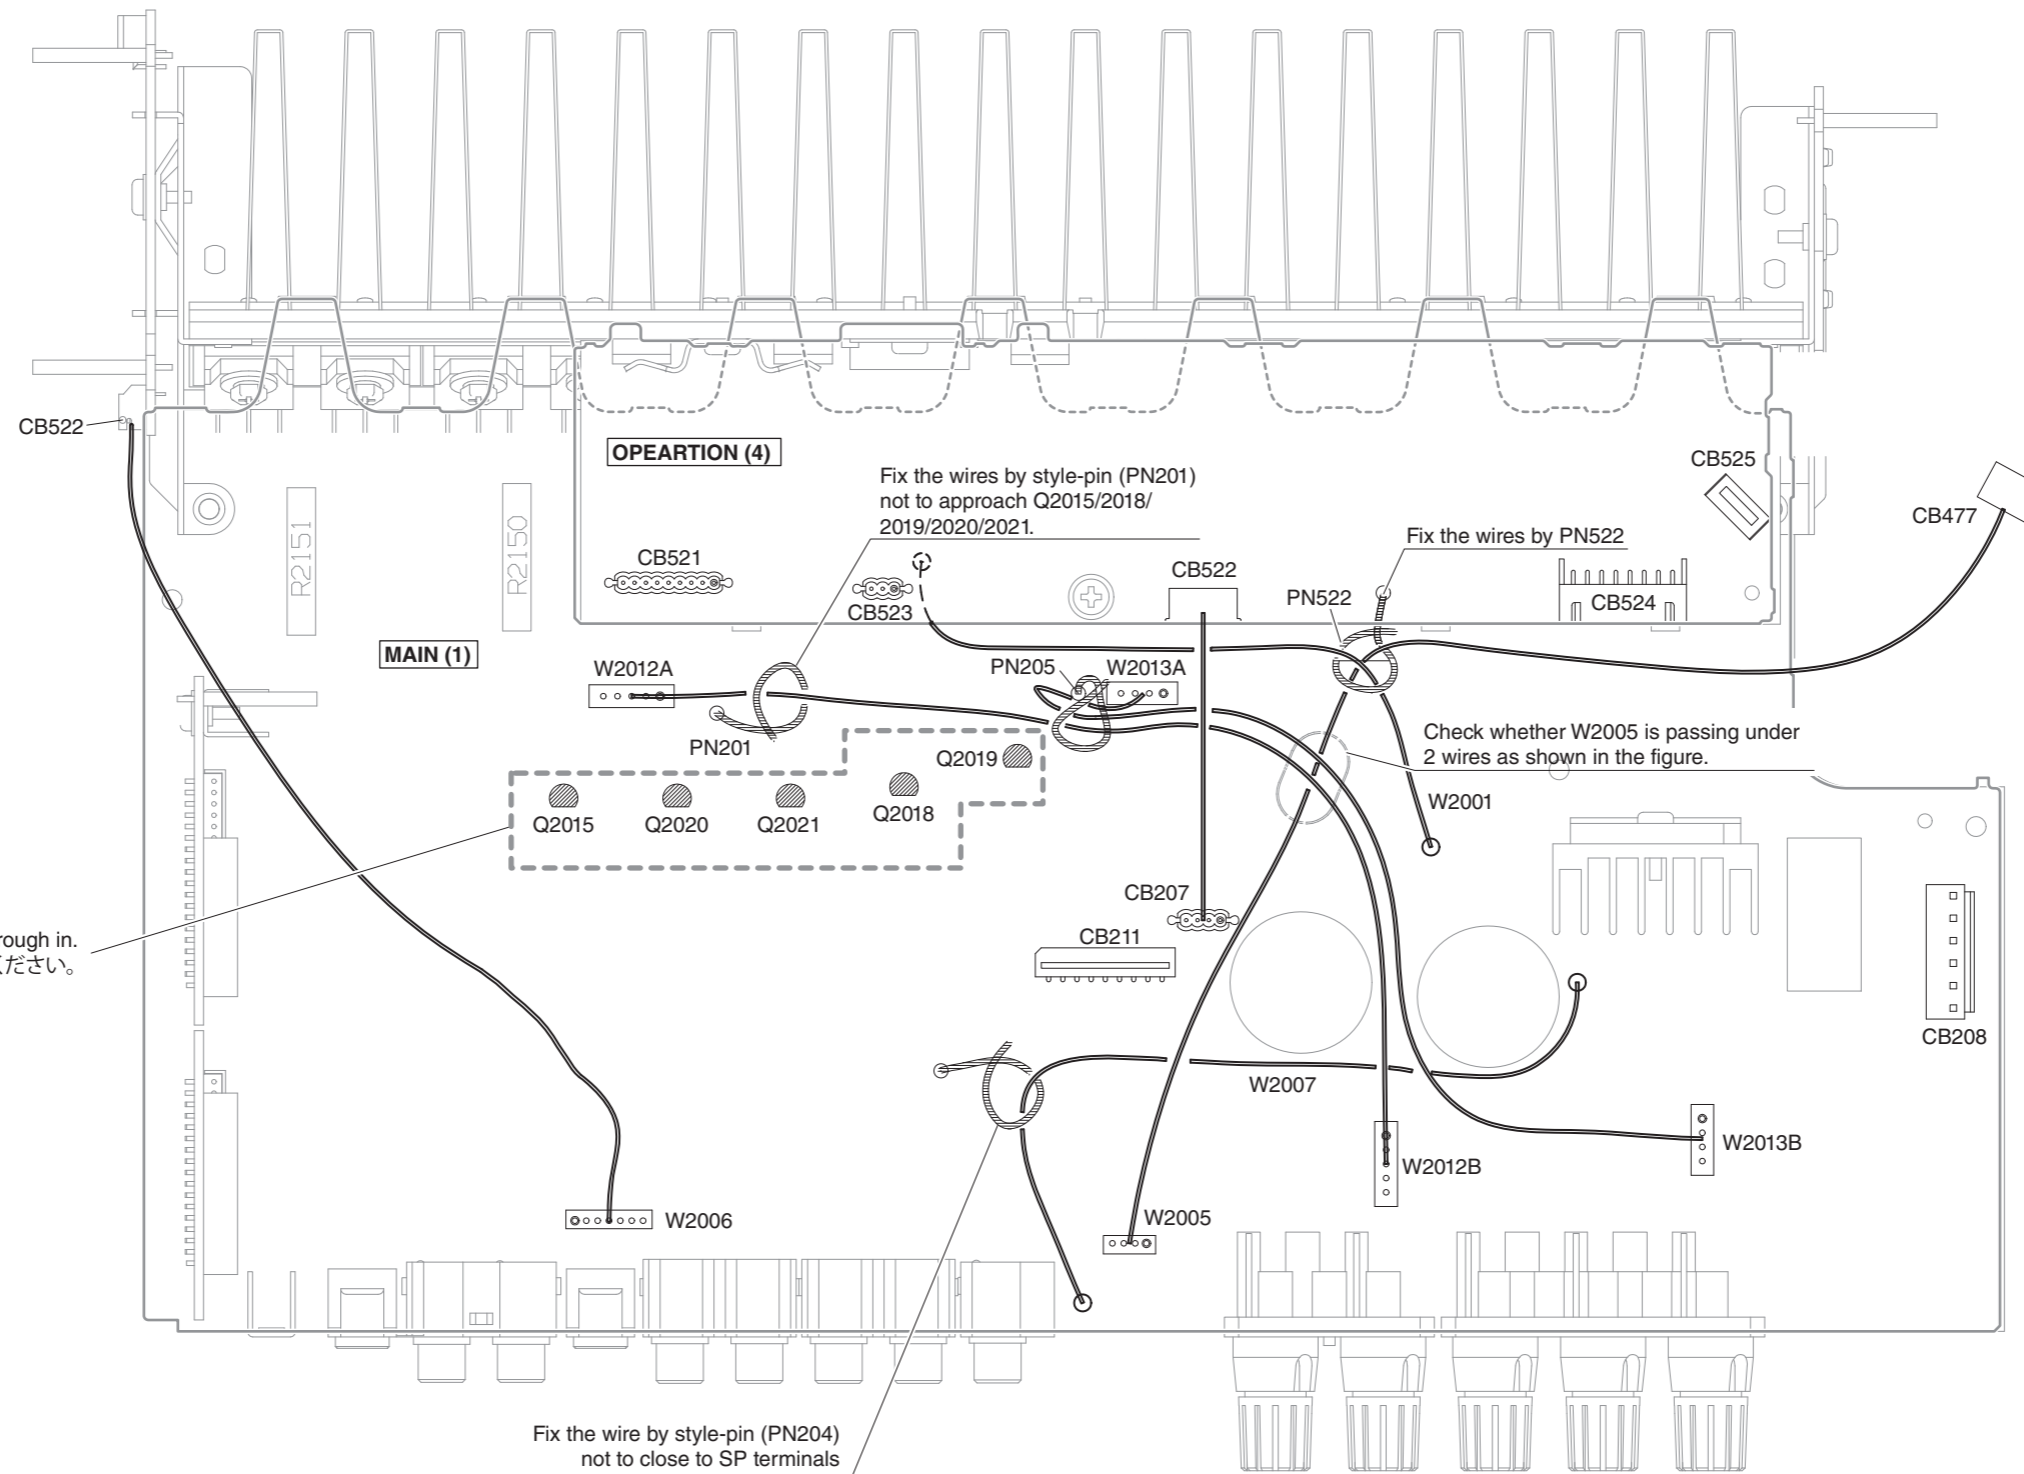 CB522
OPEARTION (4)
Fix the wires by style-pin (PN201)
not to approach Q2015/2018/
2019/2020/2021.
CB525
CB477
R2151
R2150
CB521
CB523
CB522
Fix the wires by PN522
PN522
CB524
MAIN (1)
W2012A
PN205
W2013A
PN201
Check whether W2005 is passing under
2 wires as shown in the figure.
Q2019
Q2015
Q2020
Q2021
Q2018
W2001
CB207
CB211
rough in.
ください。
CB208
W2007
W2012B
W2013B
W2006
W2005
Fix the wire by style-pin (PN204)
not to close to SP terminals